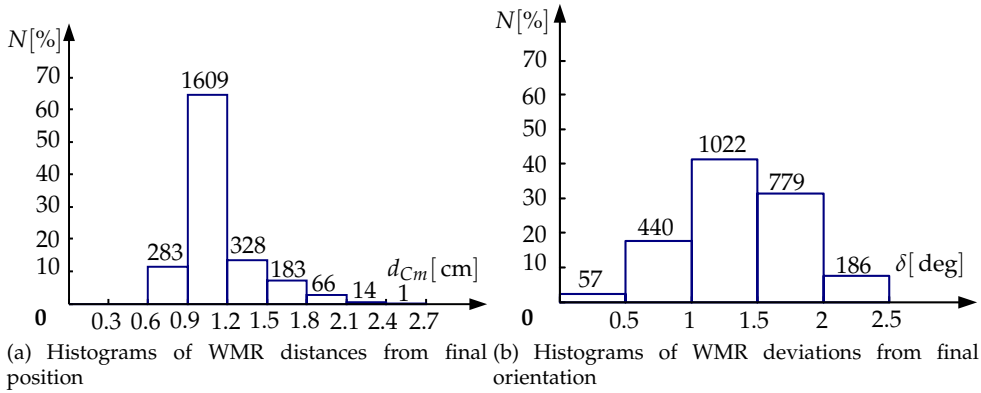 N[%]
70
60
50
40
30
20
10
0
1609
283
328
183
66
14
1
d_{Cm}[cm]
0.3 0.6 0.9 1.2 1.5 1.8 2.1 2.4 2.7
(a) Histograms of WMR distances from final
position
N[%]
70
60
50
40
30
20
10
0
57
440
1022
779
186
δ[deg]
0.5 1 1.5 2 2.5
(b) Histograms of WMR deviations from final
orientation